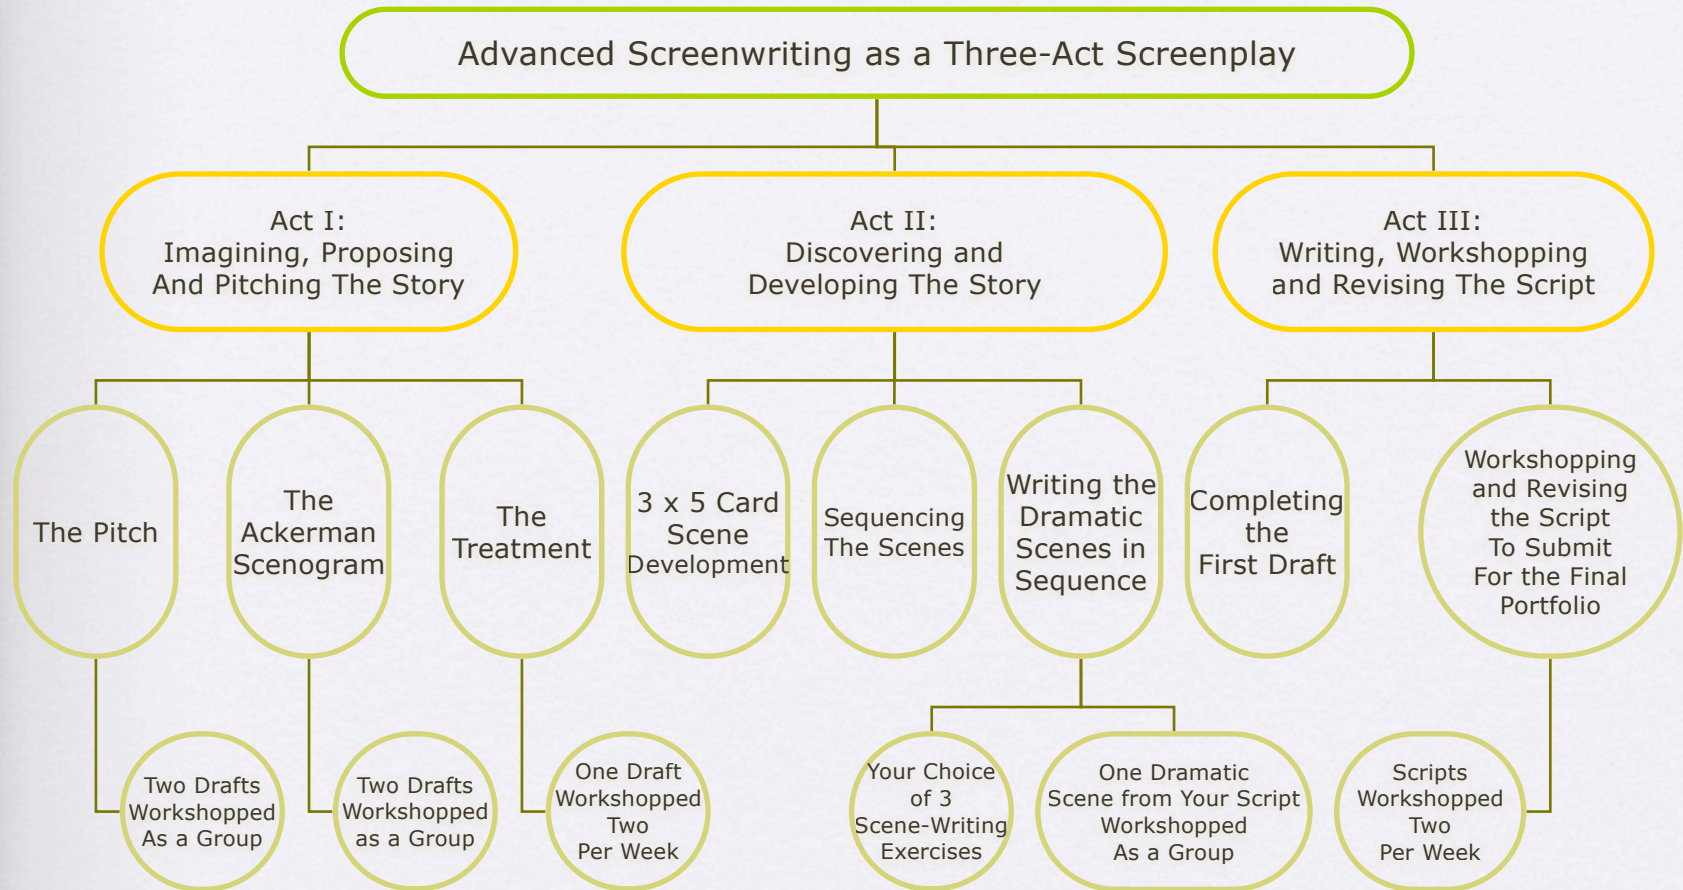 Advanced Screenwriting as a Three-Act Screenplay
Act I:
Imagining, Proposing
And Pitching The Story
Act II:
Discovering and
Developing The Story
Act III:
Writing, Workshopping
and Revising The Script
The Pitch
The
Ackerman
Scenogram
The
Treatment
3 x 5 Card
Scene
Development
Sequencing
The Scenes
Writing the
Dramatic
Scenes in
Sequence
Completing
the
First Draft
Workshopping
and Revising
the Script
To Submit
For the Final
Portfolio
Two Drafts
Workshopped
As a Group
Two Drafts
Workshopped
as a Group
One Draft
Workshopped
Two
Per Week
Your Choice
of 3
Scene-Writing
Exercises
One Dramatic
Scene from Your Script
Workshopped
As a Group
Scripts
Workshopped
Two
Per Week